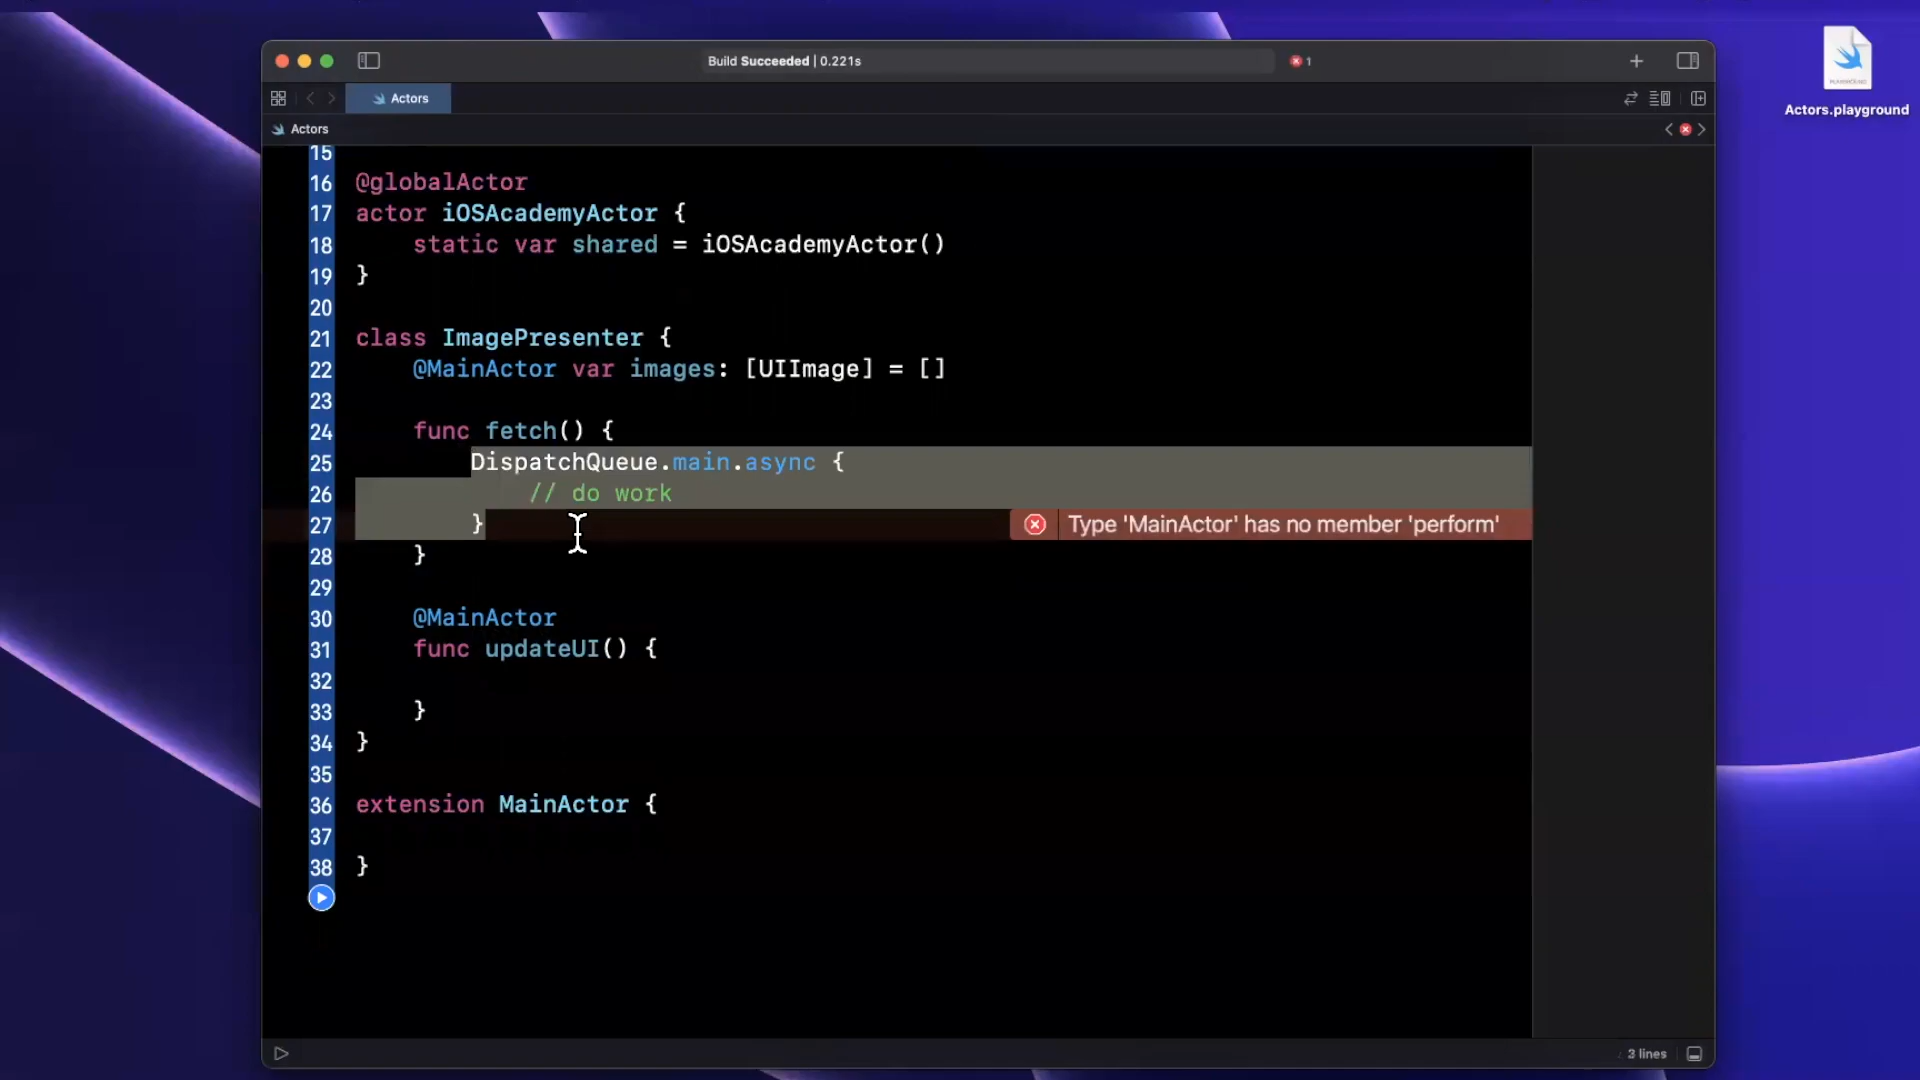 Build Succeeded | 0.221s
1
Actors
Actors
15
16 @globalActor
17 actor iOSAcademyActor {
18     static var shared = iOSAcademyActor()
19 }
20
21 class ImagePresenter {
22     @MainActor var images: [UIImage] = []
23
24     func fetch() {
25         DispatchQueue.main.async {
26             // do work
27         } Type 'MainActor' has no member 'perform'
28     }
29
30     @MainActor
31     func updateUI() {
32
33     }
34 }
35
36 extension MainActor {
37
38 }
3 lines
Actors.playground